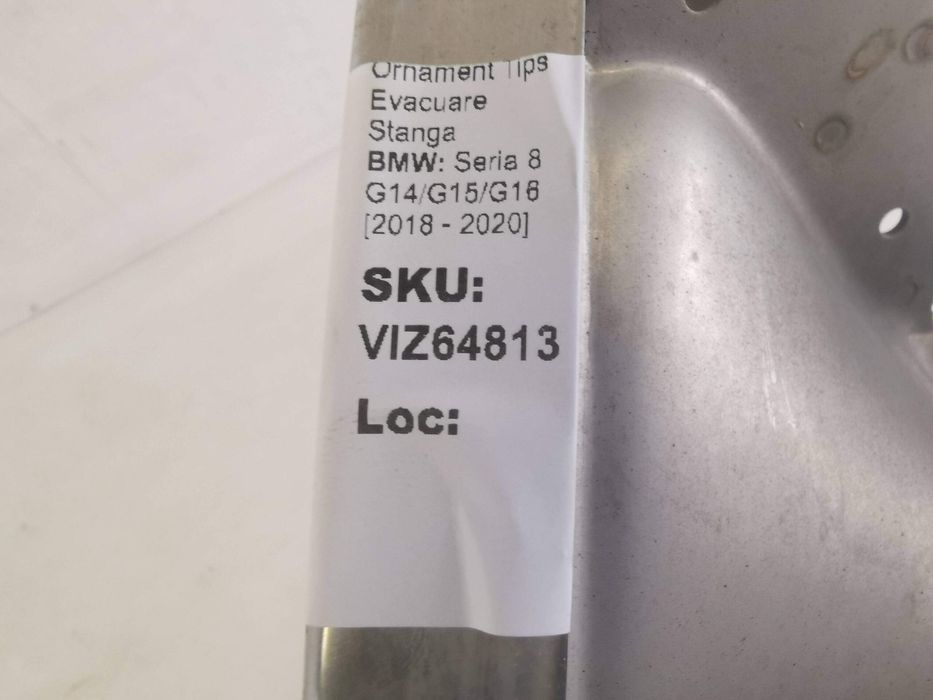 Ornament Tips
Evacuare
Stanga
BMW: Seria 8
G14/G15/G16
[2018 - 2020]
SKU:
VIZ64813
Loc: